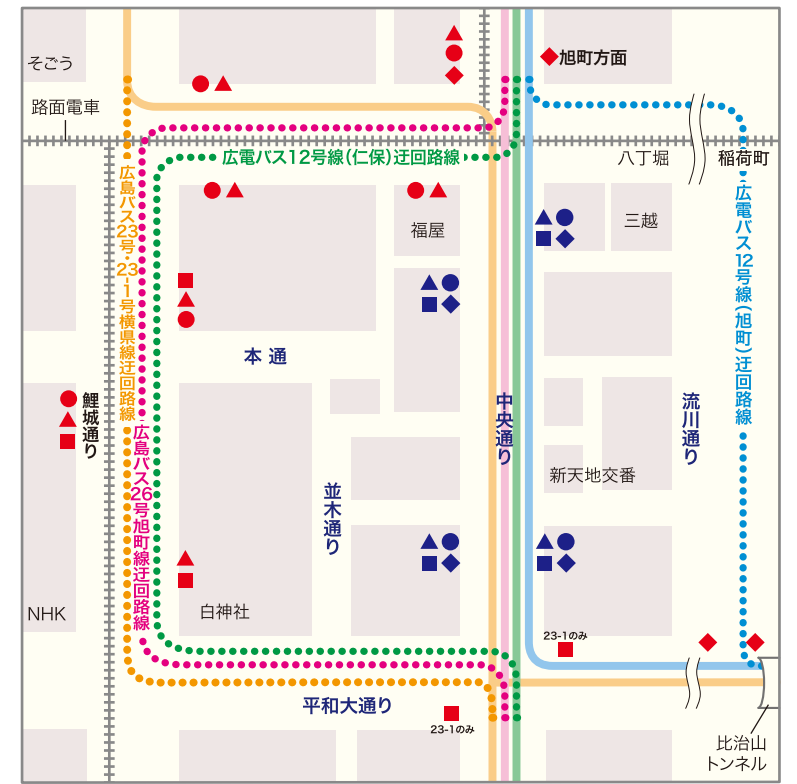 そごう
旭町方面
路面電車
広電バス12号線(仁保)迂回路線
八丁堀
稲荷町
広島バス23号・23-1号横県線迂回路線
広電バス12号線(旭町)迂回路線
福屋
三越
本通
鯉城通り
中央通り
流川通り
広島バス26号旭町線迂回路線
新天地交番
並木通り
NHK
白神社
23-1のみ
平和大通り
23-1のみ
比治山
トンネル